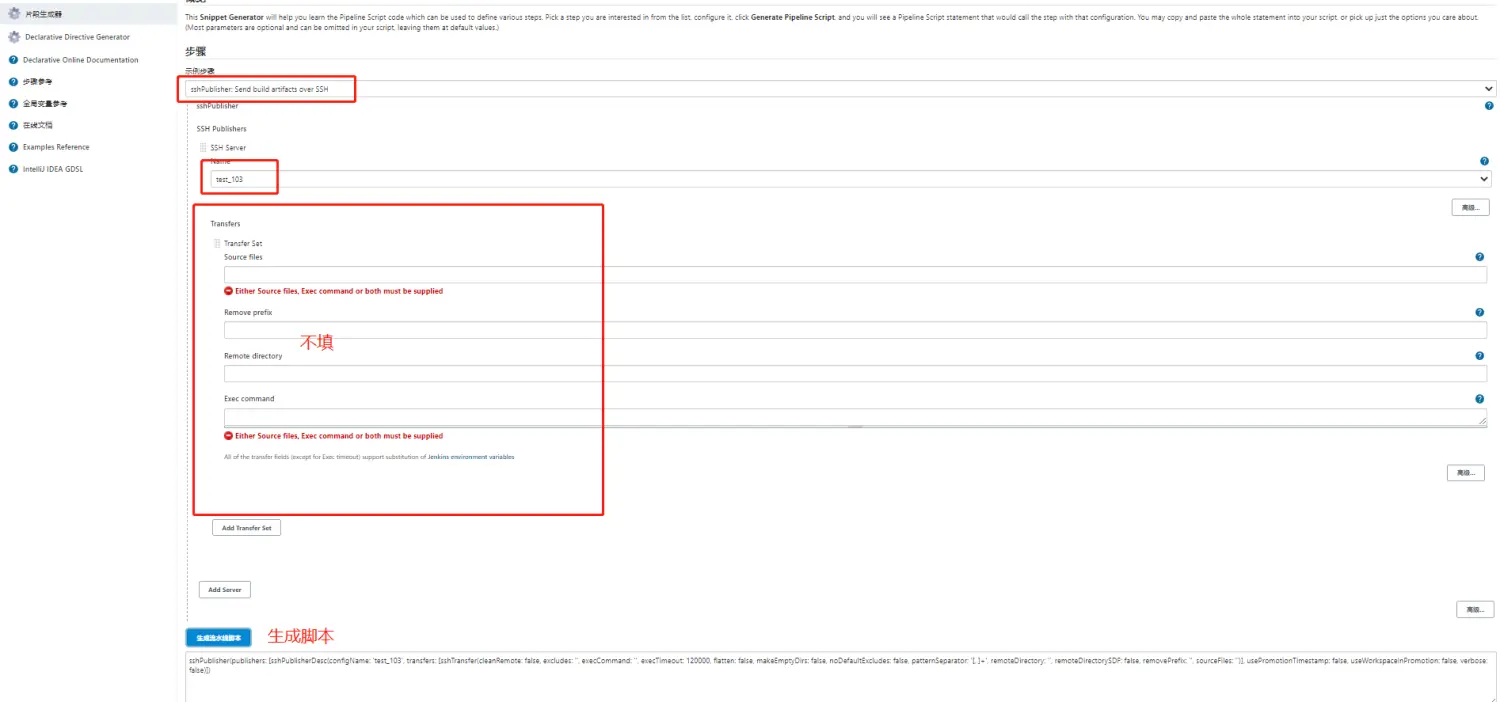 片段生成器
Declarative Directive Generator
Declarative Online Documentation
步骤参考
全局变量参考
在线文档
Examples Reference
IntelliJ IDEA GDSL
This Snippet Generator will help you learn the Pipeline Script code which can be used to define various steps. Pick a step you are interested in from the list, configure it, click Generate Pipeline Script, and you will see a Pipeline Script statement that would call the step with that configuration. You may copy and paste the whole statement into your script, or pick up just the options you care about.
(Most parameters are optional and can be omitted in your script, leaving them at default values.)
步骤
示例步骤
sshPublisher: Send build artifacts over SSH
sshPublisher
SSH Publishers
SSH Server
Name
test_103
高级...
Transfers
Transfer Set
Source files
Either Source files, Exec command or both must be supplied
Remove prefix
不填
Remote directory
Exec command
Either Source files, Exec command or both must be supplied
All of the transfer fields (except for Exec timeout) support substitution of Jenkins environment variables
高级...
Add Transfer Set
Add Server
高级...
生成流水线脚本
生成脚本
sshPublisher(publishers: [sshPublisherDesc(configName: 'test_103', transfers: [sshTransfer(cleanRemote: false, excludes: '', execCommand: '', execTimeout: 120000, flatten: false, makeEmptyDirs: false, noDefaultExcludes: false, patternSeparator: '[, ]+', remoteDirectory: '', remoteDirectorySDF: false, removePrefix: '', sourceFiles: '')], usePromotionTimestamp: false, useWorkspaceInPromotion: false, verbose:
false)])